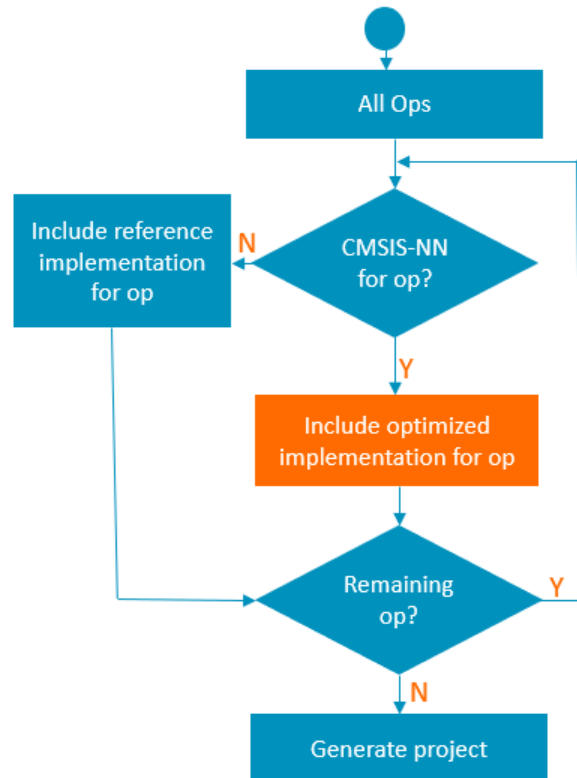 All Ops
Include reference
implementation
for op
N
CMSIS-NN
for op?
Y
Include optimized
implementation for op
Remaining
op?
Y
N
Generate project